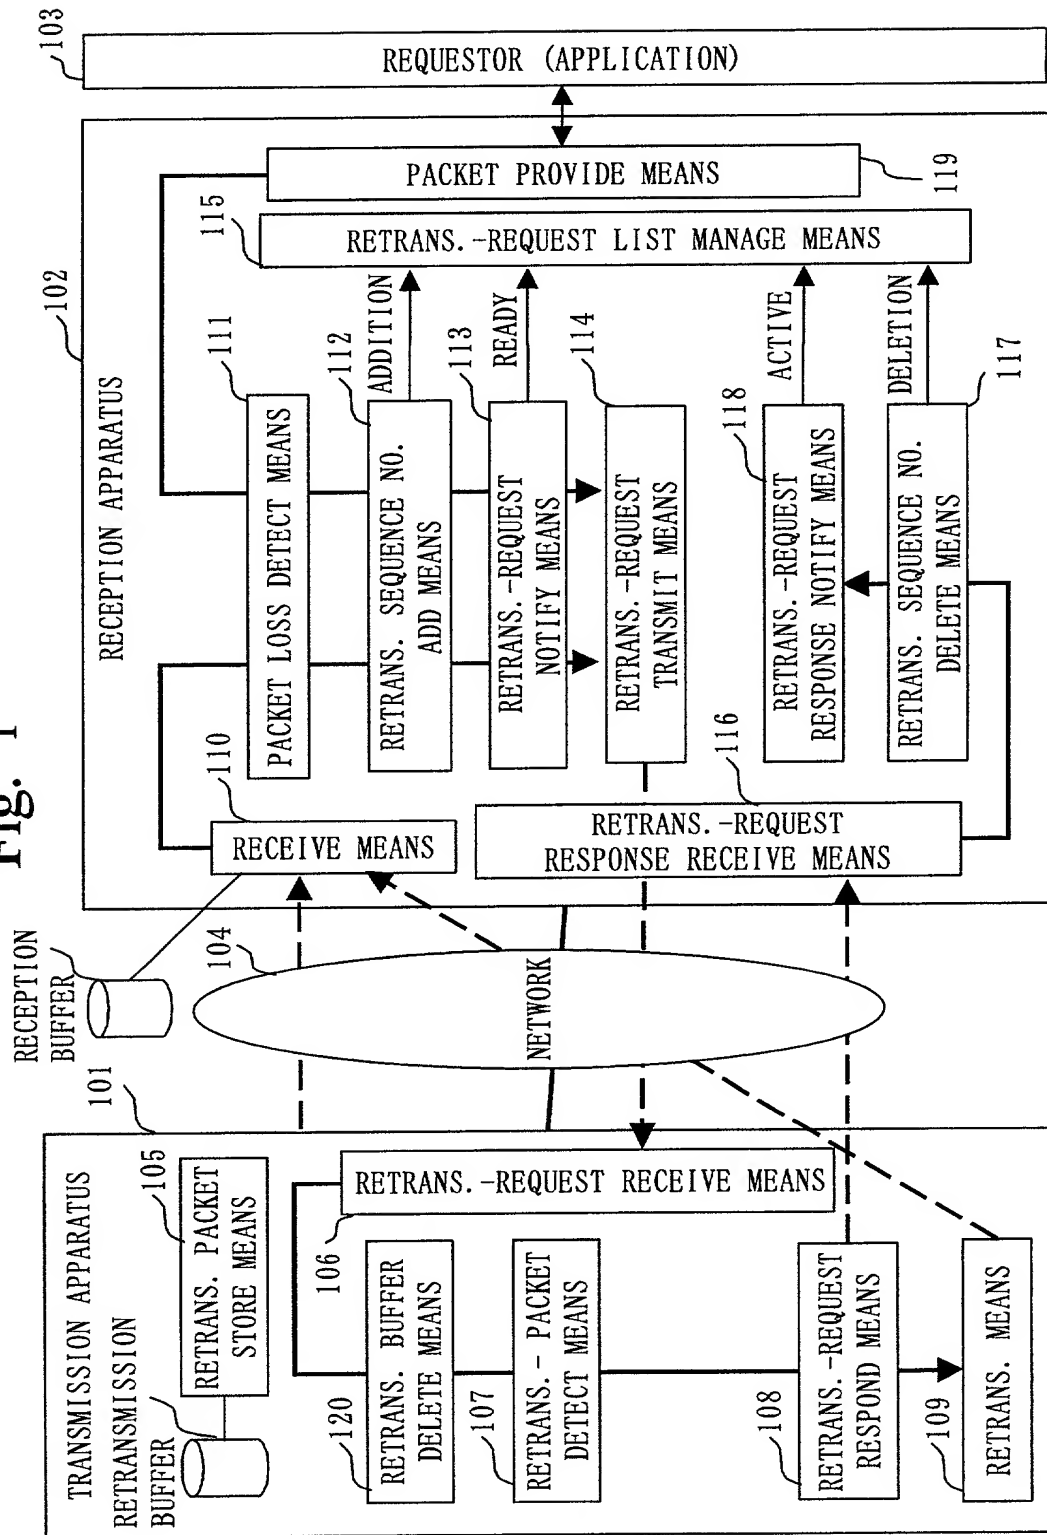 Fig. 1
TRANSMISSION APPARATUS
101
RETRANSMISSION
BUFFER
RETRANS. PACKET
STORE MEANS
105
RETRANS.-REQUEST RECEIVE MEANS
106
RETRANS. BUFFER
DELETE MEANS
120
RETRANS.- PACKET
DETECT MEANS
107
RETRANS.-REQUEST
RESPOND MEANS
108
RETRANS. MEANS
109
RECEPTION
BUFFER
104
NETWORK
RECEPTION APPARATUS
102
RECEIVE MEANS
110
PACKET LOSS DETECT MEANS
111
RETRANS. SEQUENCE NO.
ADD MEANS
112
ADDITION
RETRANS.-REQUEST
NOTIFY MEANS
113
READY
RETRANS.-REQUEST
TRANSMIT MEANS
114
RETRANS.-REQUEST
RESPONSE RECEIVE MEANS
116
RETRANS.-REQUEST
RESPONSE NOTIFY MEANS
118
ACTIVE
RETRANS. SEQUENCE NO.
DELETE MEANS
117
DELETION
RETRANS.-REQUEST LIST MANAGE MEANS
115
PACKET PROVIDE MEANS
119
REQUESTOR (APPLICATION)
103